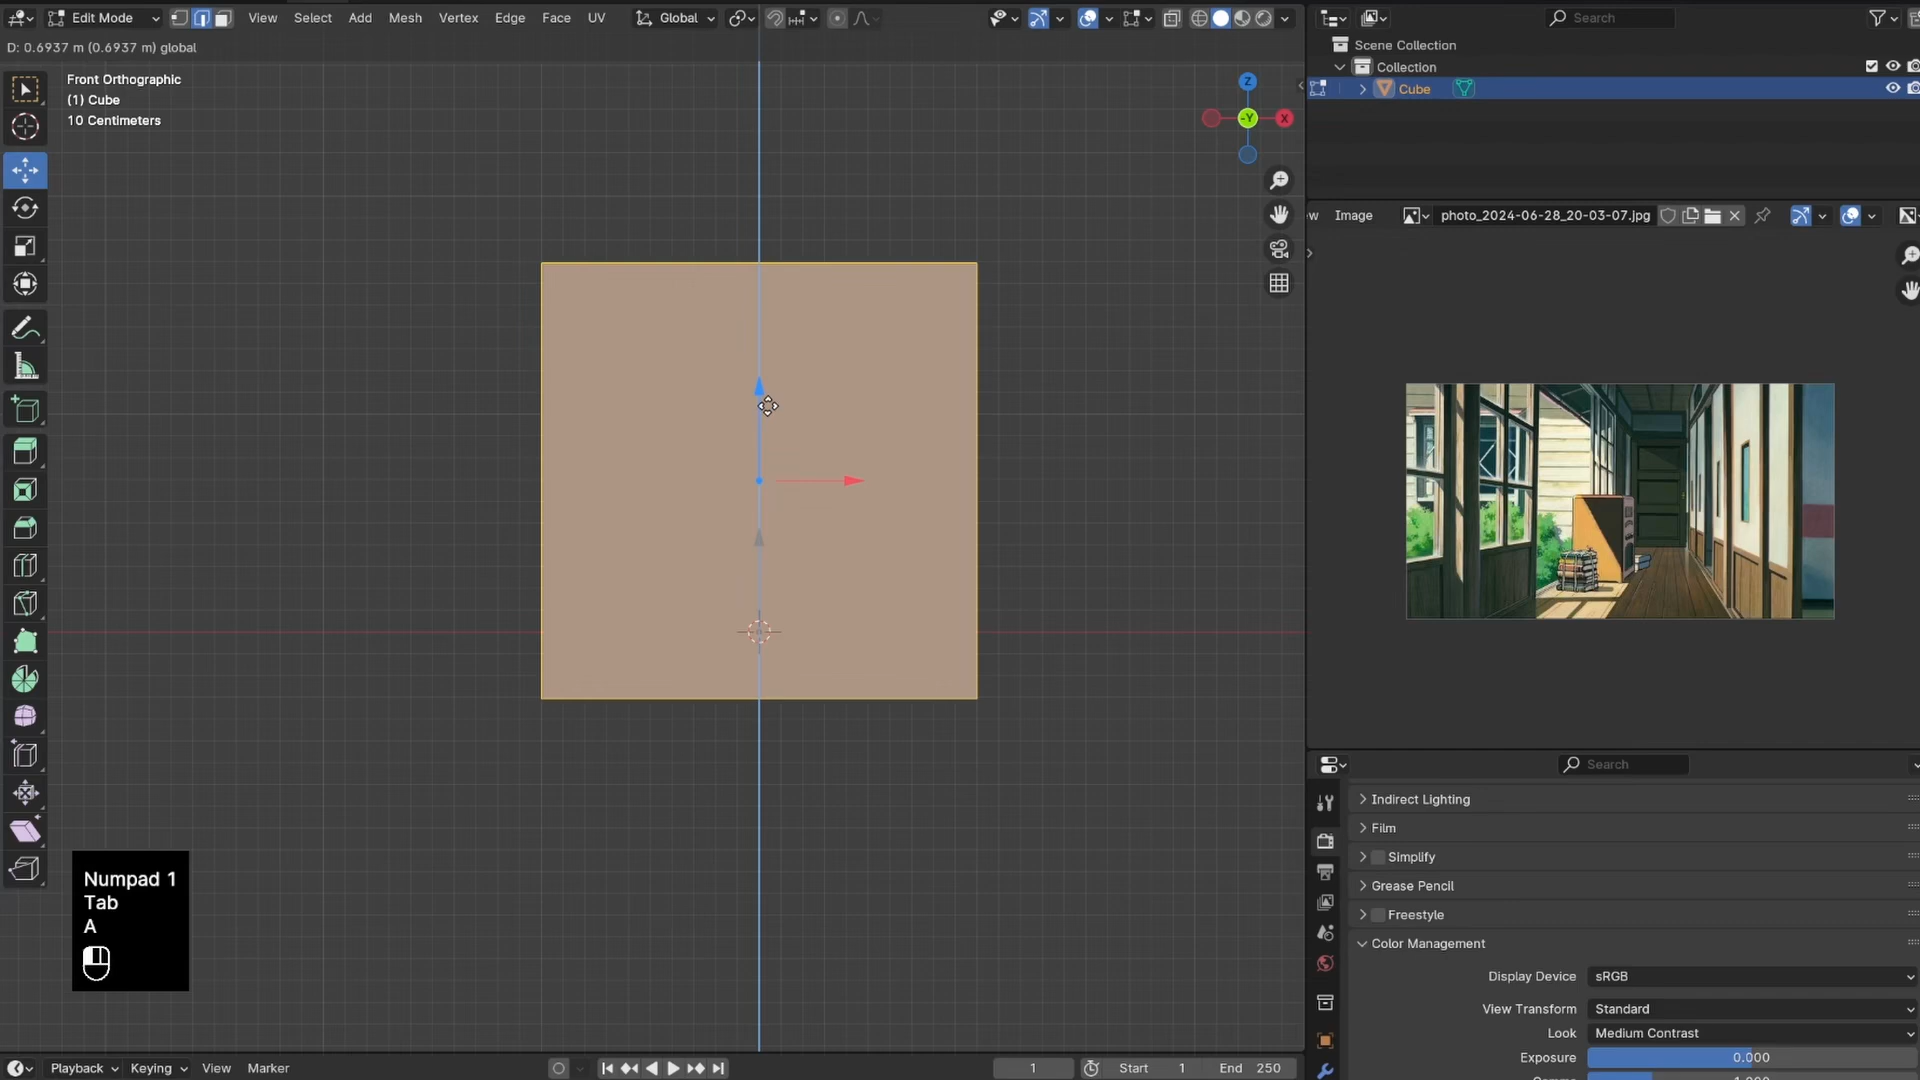 Edit Mode View Select Add Mesh Vertex Edge Face UV Global
D: 0.6937 m (0.6937 m) global
Front Orthographic
(1) Cube
10 Centimeters
Z
-Y
X
Numpad 1
Tab
A
Playback Keying View Marker 1 Start 1 End 250
Search
Scene Collection
Collection
Cube
Image photo_2024-06-28_20-03-07.jpg
Search
Indirect Lighting
Film
Simplify
Grease Pencil
Freestyle
Color Management
Display Device sRGB
View Transform Standard
Look Medium Contrast
Exposure 0.000